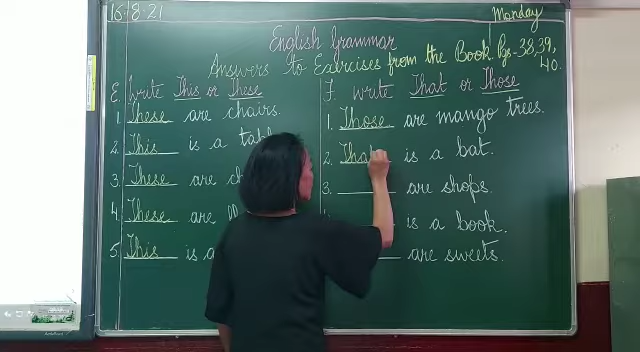 16-8-21
Monday
English Grammar
Answers to Exercises from the Book Pgs-38,39,
40.
E. Write This or These
1. These are chairs.
2. This is a
3. These are
4. These are
5. This is a
F. write That or Those
1. Those are mango trees.
2. That is a bat.
3. ______ are shops.
is a book.
are sweets.